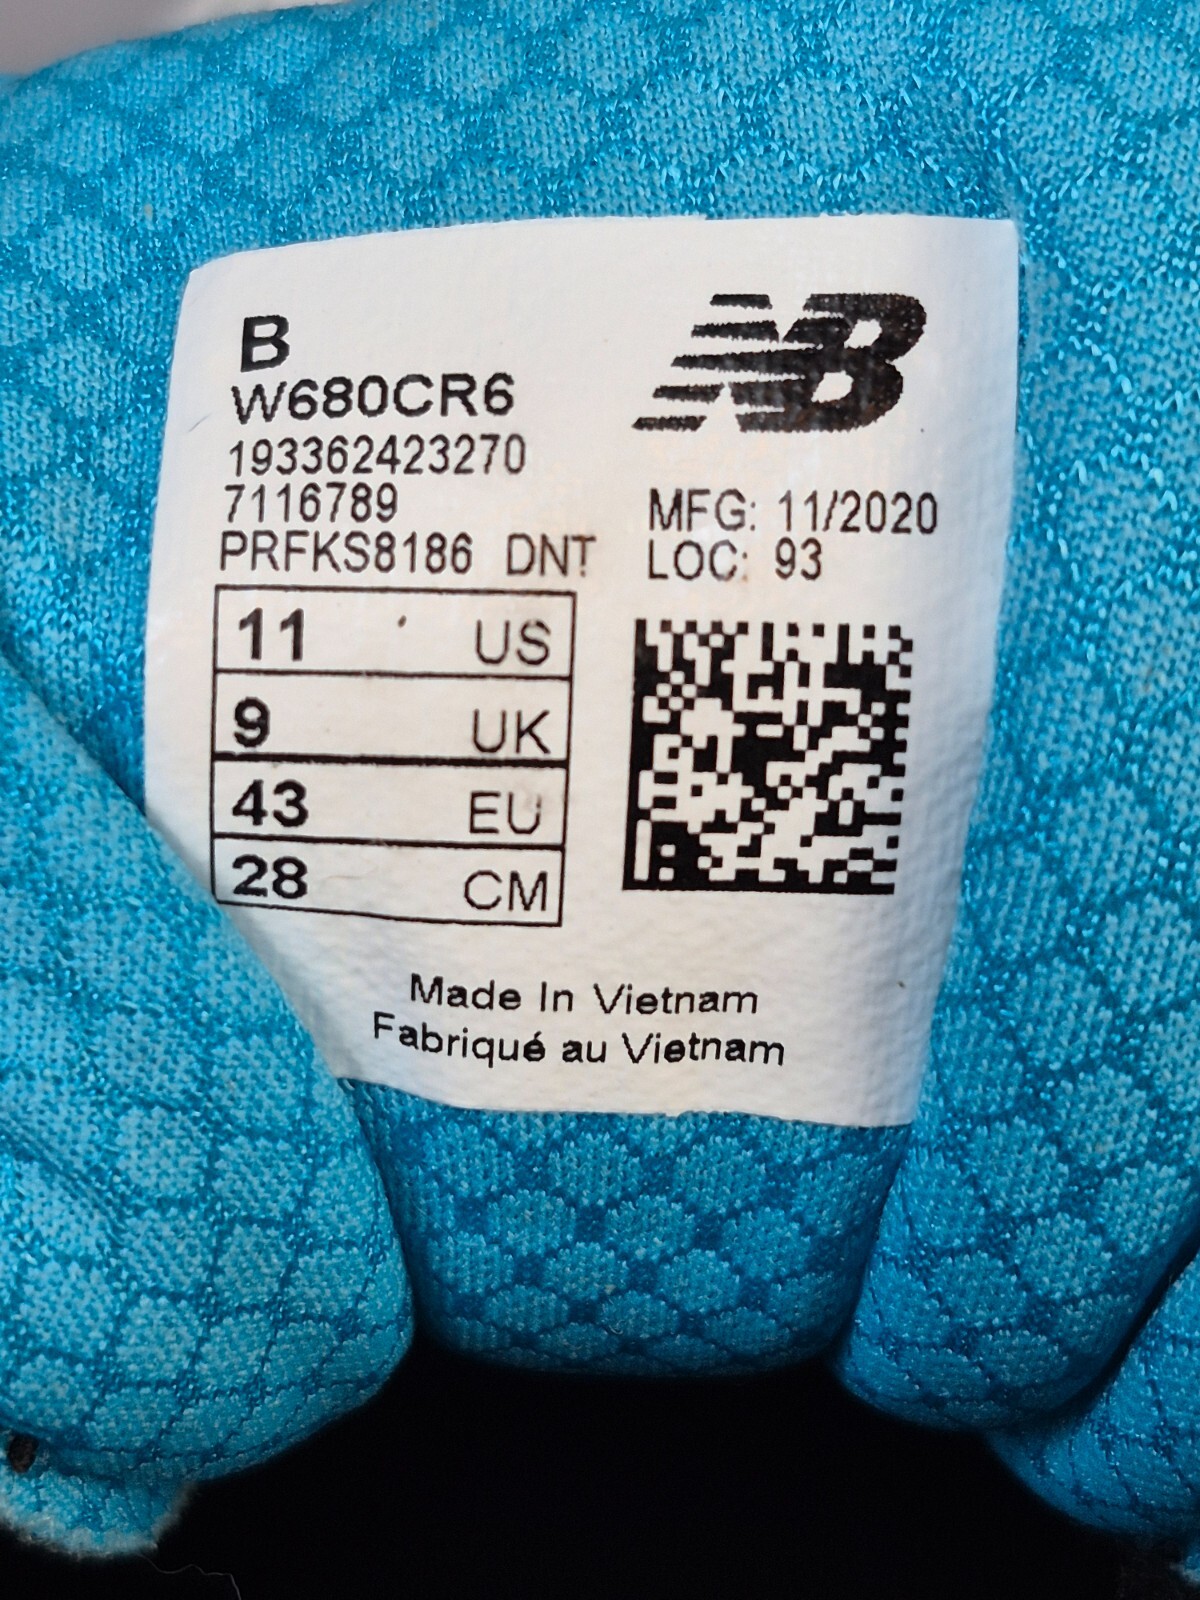 B
W680CR6
193362423270
7116789
PRFKS8186 DNT
11 US
9 UK
43 EU
28 CM
NB
MFG: 11/2020
LOC: 93
Made In Vietnam
Fabriqué au Vietnam